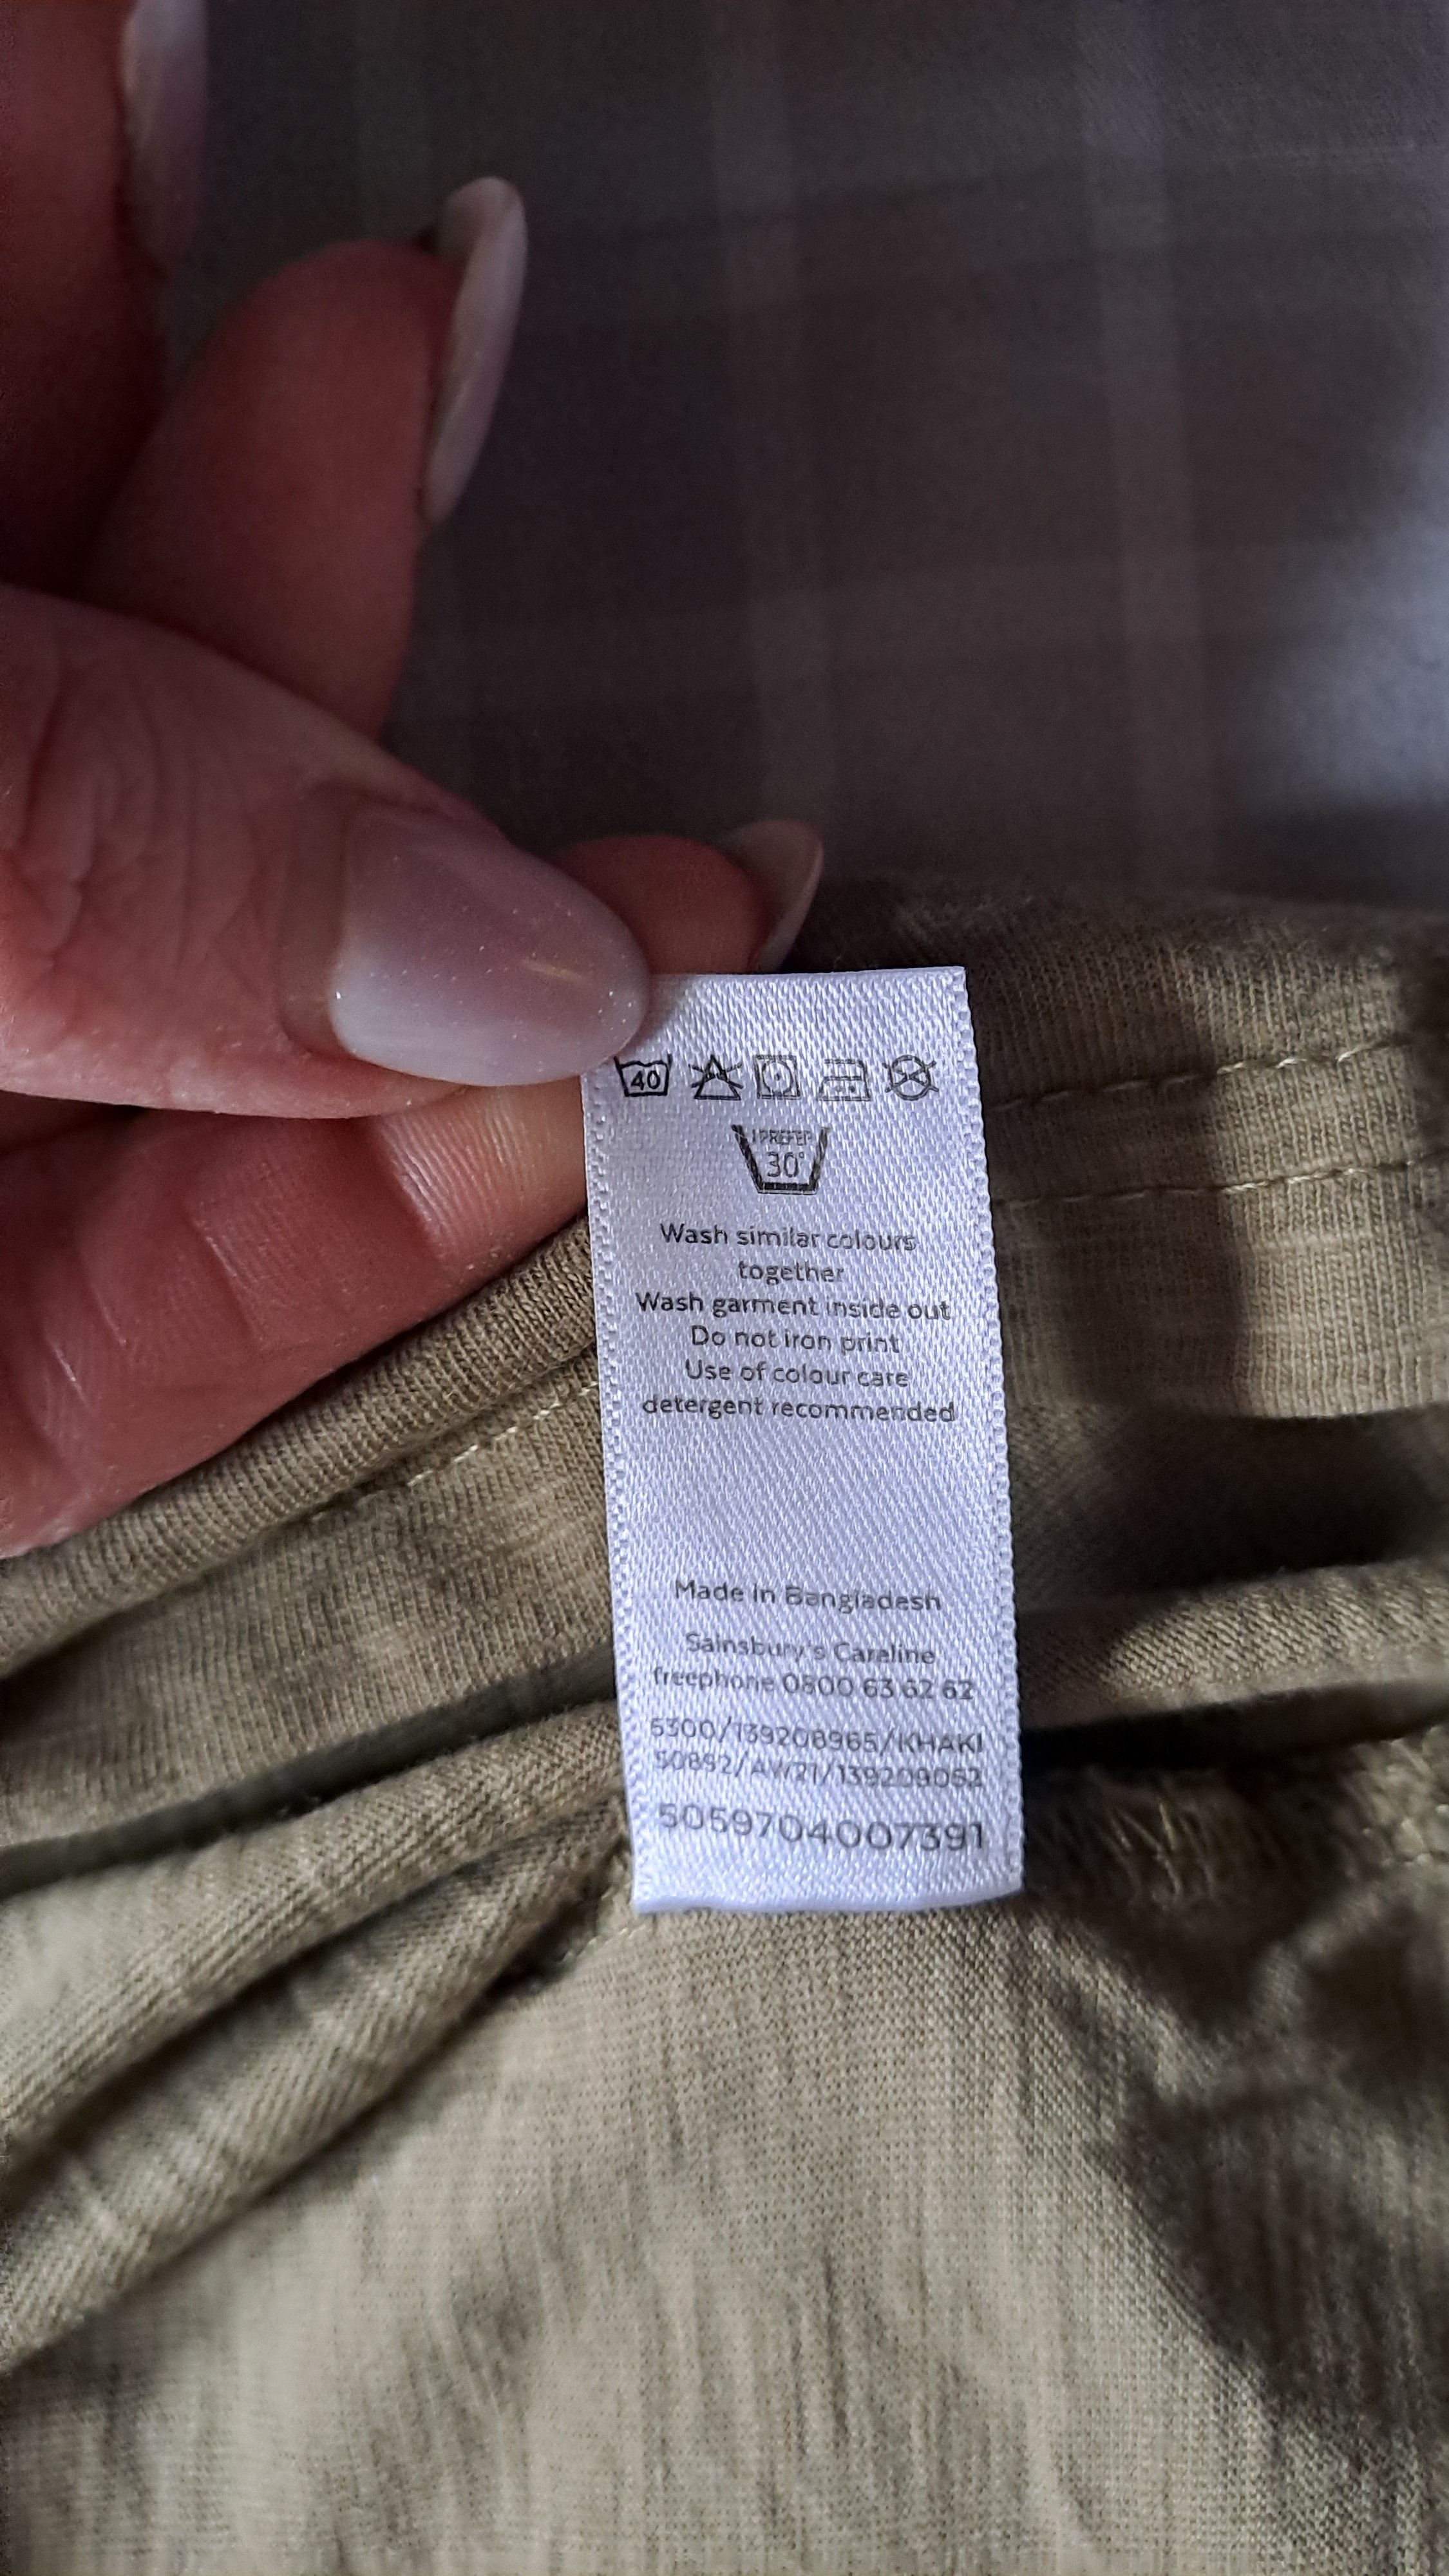 40
I PREFER
30°
Wash similar colours
together
Wash garment inside out
Do not iron print
Use of colour care
detergent recommended
Made in Bangladesh
Sainsbury's Careline
freephone 0800 63 62 62
5300/139208965/KHAKI
50892/AW21/139209052
5059704007391